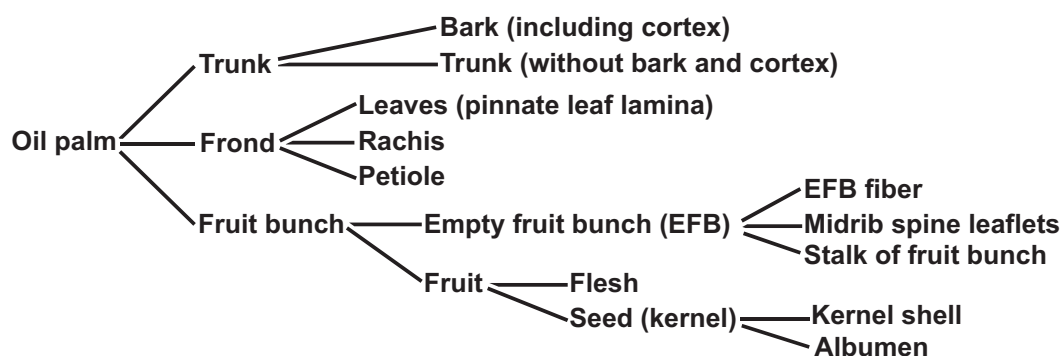 Bark (including cortex)
Trunk
Trunk (without bark and cortex)
Leaves (pinnate leaf lamina)
Oil palm
Frond
Rachis
Petiole
EFB fiber
Fruit bunch
Empty fruit bunch (EFB)
Midrib spine leaflets
Stalk of fruit bunch
Fruit
Flesh
Seed (kernel)
Kernel shell
Albumen